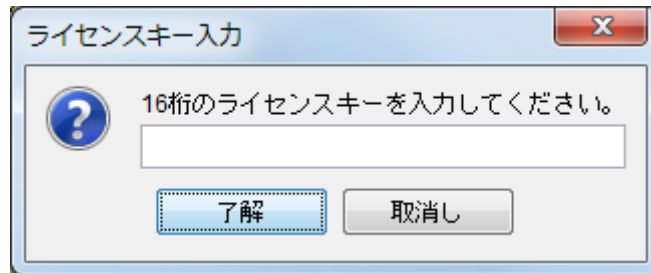 ライセンスキー入力
16桁のライセンスキーを入力してください。
了解
取消し